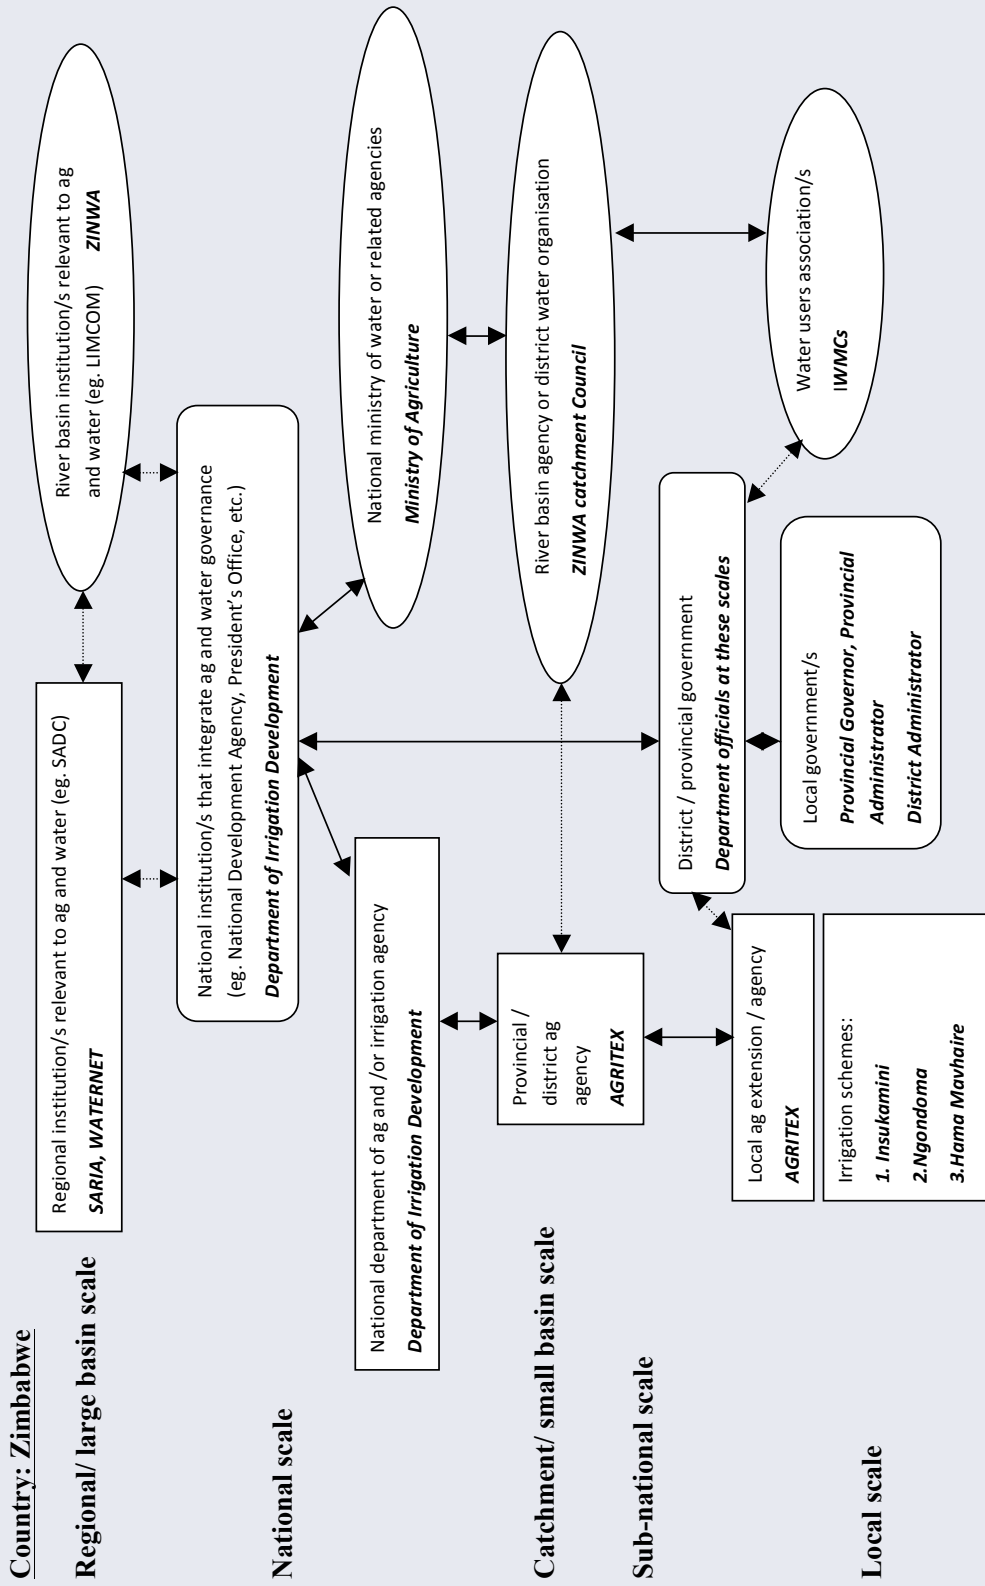 Country: Zimbabwe
Regional/ large basin scale
Regional institution/s relevant to ag and water (eg. SADC)
SARIA, WATERNET
River basin institution/s relevant to ag
and water (eg. LIMCOM) ZINWA
National scale
National institution/s that integrate ag and water governance
(eg. National Development Agency, President's Office, etc.)
Department of Irrigation Development
National department of ag and /or irrigation agency
Department of Irrigation Development
National ministry of water or related agencies
Ministry of Agriculture
Catchment/ small basin scale
Provincial /
district ag
agency
AGRITEX
River basin agency or district water organisation
ZINWA catchment Council
Sub-national scale
District / provincial government
Department officials at these scales
Local scale
Local ag extension / agency
AGRITEX
Irrigation schemes:
1. Insukamini
2.Ngondoma
3.Hama Mavhaire
Local government/s
Provincial Governor, Provincial
Administrator
District Administrator
Water users association/s
IWMCs